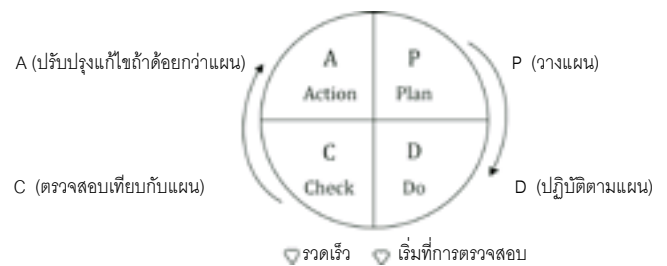 A (ปรับปรุงแก้ไขถ้าด้อยกว่าแผน)
A
Action
P
Plan
P (วางแผน)
C (ตรวจสอบเทียบกับแผน)
C
Check
D
Do
D (ปฏิบัติตามแผน)
รวดเร็ว เริ่มที่การตรวจสอบ